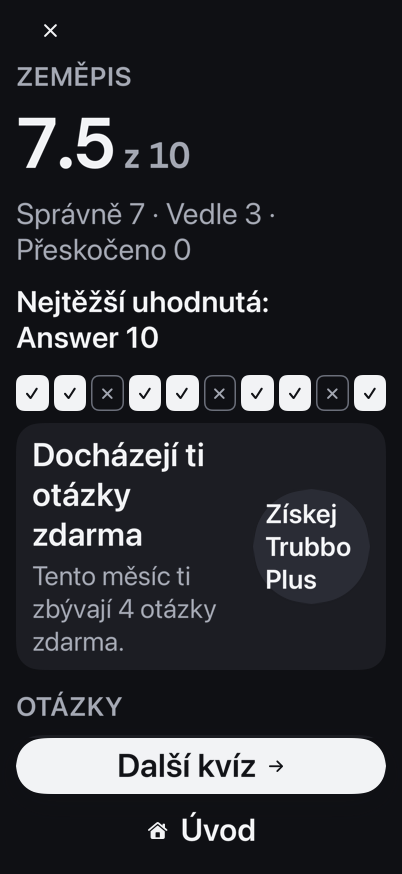 ZEMĚPIS
7.5 z 10
Správně 7 · Vedle 3 ·
Přeskočeno 0
Nejtěžší uhodnutá:
Answer 10
Docházejí ti
otázky
zdarma
Tento měsíc ti
zbývají 4 otázky
zdarma.
Získej
Trubbo
Plus
OTÁZKY
Další kvíz →
Úvod